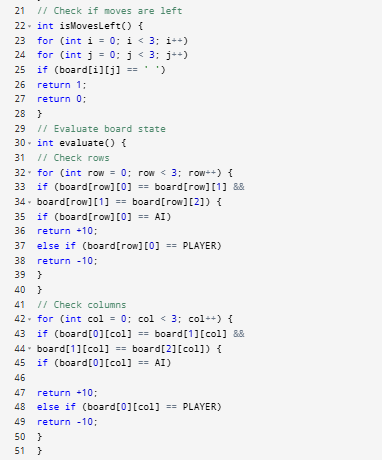 21 // Check if moves are left
22 int isMovesLeft() {
23 for (int i = 0; i < 3; i++)
24 for (int j = 0; j < 3; j++)
25 if (board[i][j] == ' ')
26 return 1;
27 return 0;
28 }
29 // Evaluate board state
30 int evaluate() {
31 // Check rows
32 for (int row = 0; row < 3; row++) {
33 if (board[row][0] == board[row][1] &&
34 board[row][1] == board[row][2]) {
35 if (board[row][0] == AI)
36 return +10;
37 else if (board[row][0] == PLAYER)
38 return -10;
39 }
40 }
41 // Check columns
42 for (int col = 0; col < 3; col++) {
43 if (board[0][col] == board[1][col] &&
44 board[1][col] == board[2][col]) {
45 if (board[0][col] == AI)
46
47 return +10;
48 else if (board[0][col] == PLAYER)
49 return -10;
50 }
51 }